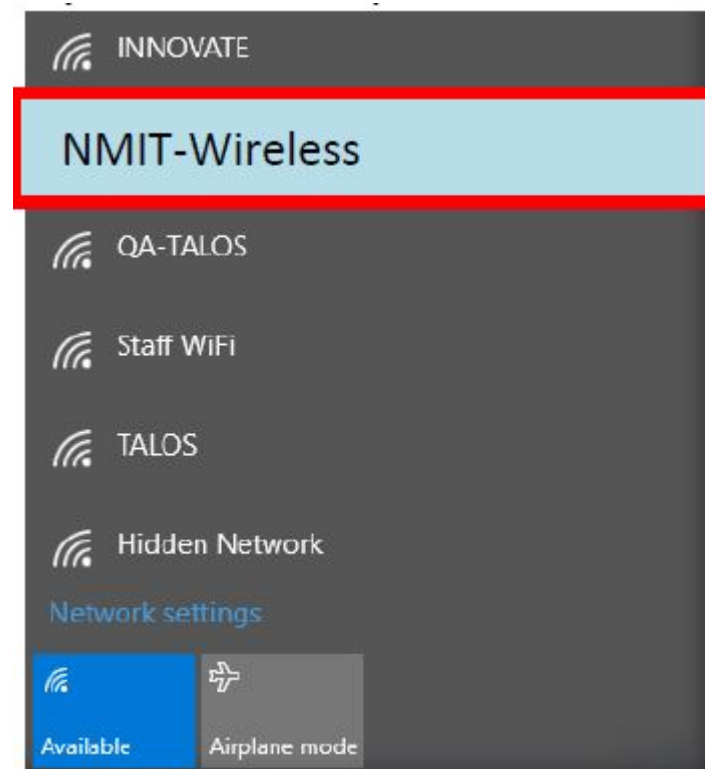 INNOVATE
NMIT-Wireless
QA-TALOS
Staff WiFi
TALOS
Hidden Network
Network settings
Available
Airplane mode